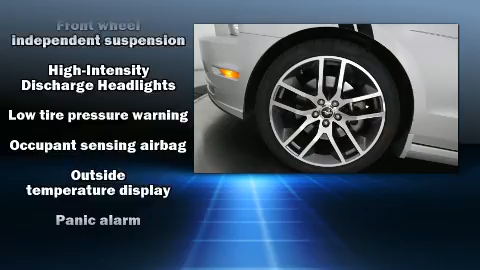 Front wheel
independent suspension
High-Intensity
Discharge Headlights
Low tire pressure warning
Occupant sensing airbag
Outside
temperature display
Panic alarm